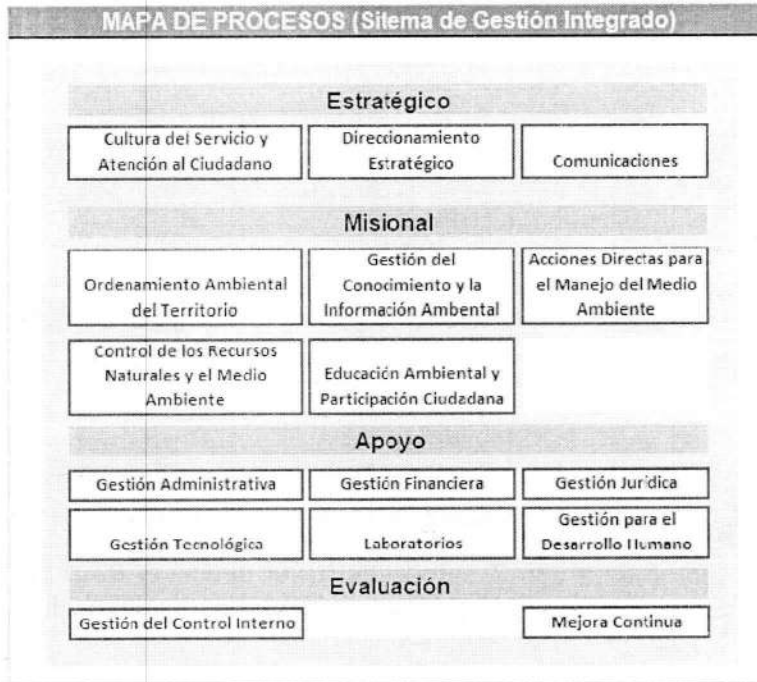 MAPA DE PROCESOS (Sitema de Gestión Integrado)
Estratégico
Cultura del Servicio y
Atención al Ciudadano
Direccionamiento
Estratégico
Comunicaciones
Misional
Ordenamiento Ambiental
del Territorio
Gestión del
Conocimiento y la
Información Ambental
Acciones Directas para
el Manejo del Medio
Ambiente
Control de los Recursos
Naturales y el Medio
Ambiente
Educación Ambiental y
Participación Ciudadana
Apoyo
Gestión Administrativa
Gestión Financiera
Gestión Jurídica
Gestión Tecnológica
Laboratorios
Gestión para el
Desarrollo Humano
Evaluación
Gestión del Control Interno
Mejora Continua